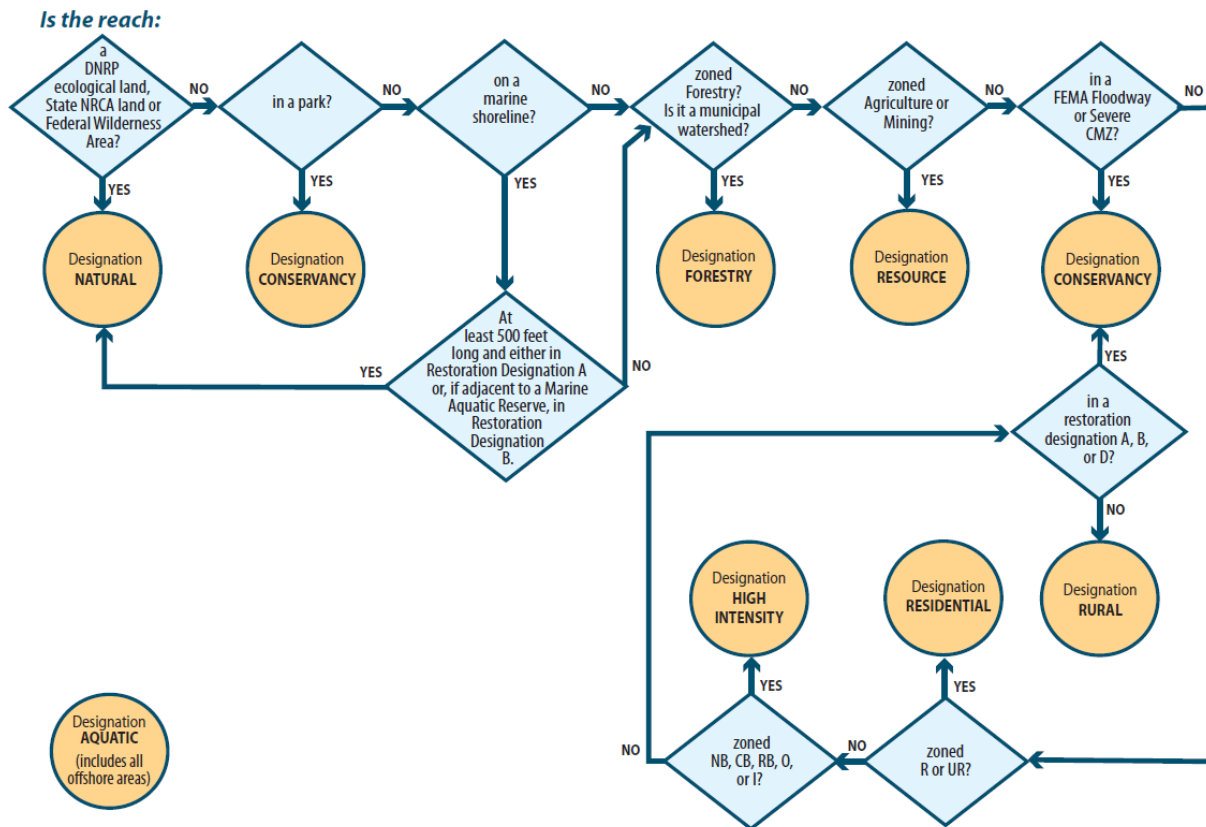 Is the reach:
a
DNRP
ecological land,
State NRCA land or
Federal Wilderness
Area?
NO
YES
Designation
NATURAL
in a park?
NO
YES
Designation
CONSERVANCY
on a
marine
shoreline?
NO
YES
At
least 500 feet
long and either in
Restoration Designation A
or, if adjacent to a Marine
Aquatic Reserve, in
Restoration
Designation
B.
YES
NO
zoned
Forestry?
Is it a municipal
watershed?
NO
YES
Designation
FORESTRY
zoned
Agriculture or
Mining?
NO
YES
Designation
RESOURCE
in a
FEMA Floodway
or Severe
CMZ?
NO
YES
Designation
CONSERVANCY
YES
in a
restoration
designation A, B,
or D?
NO
Designation
RURAL
Designation
HIGH
INTENSITY
YES
zoned
NB, CB, RB, O,
or I?
NO
Designation
RESIDENTIAL
YES
zoned
R or UR?
NO
Designation
AQUATIC
(includes all
offshore areas)